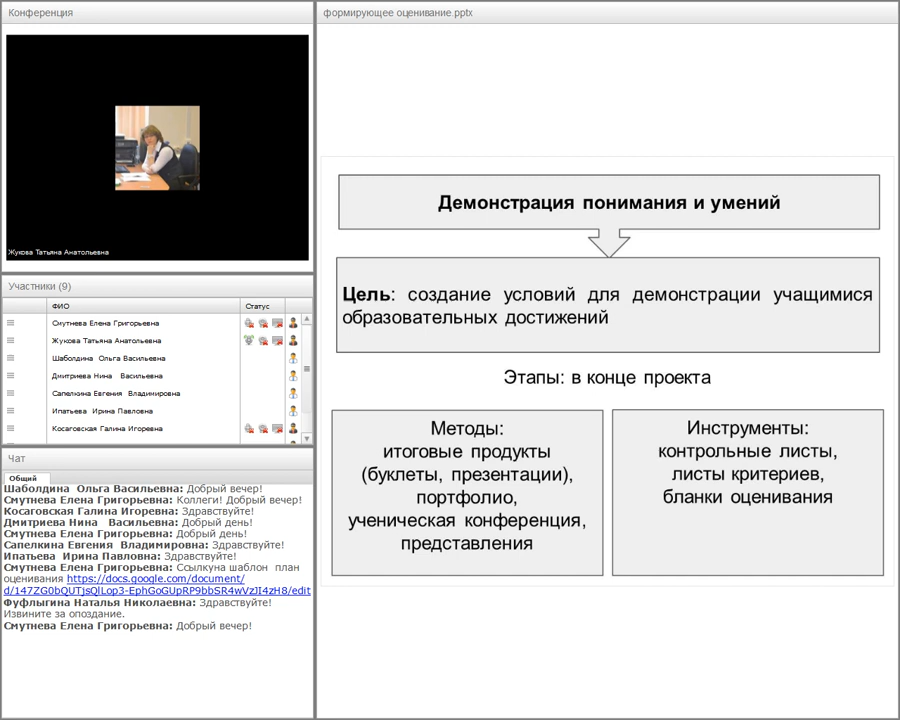 Конференция
Жукова Татьяна Анатольевна
Участники (9)
ФИО
Статус
Смутнева Елена Григорьевна
Жукова Татьяна Анатольевна
Шаболдина Ольга Васильевна
Дмитриева Нина Васильевна
Сапелкина Евгения Владимировна
Ипатьева Ирина Павловна
Косаговская Галина Игоревна
Чат
Общий
Шаболдина Ольга Васильевна: Добрый вечер!
Смутнева Елена Григорьевна: Коллеги! Добрый вечер!
Косаговская Галина Игоревна: Здравствуйте!
Дмитриева Нина Васильевна: Добрый день!
Смутнева Елена Григорьевна: Добрый день!
Сапелкина Евгения Владимировна: Здравствуйте!
Ипатьева Ирина Павловна: Здравствуйте!
Смутнева Елена Григорьевна: Ссылкуна шаблон план
оценивания https://docs.google.com/document/
d/147ZG0bQUTjsQlLop3-EphGoGUpRP9bbSR4wVzJI4zH8/edit
Фуфлыгина Наталья Николаевна: Здравствуйте!
Извините за опоздание.
Смутнева Елена Григорьевна: Добрый вечер!
формирующее оценивание.pptx
Демонстрация понимания и умений
Цель: создание условий для демонстрации учащимися
образовательных достижений
Этапы: в конце проекта
Методы:
итоговые продукты
(буклеты, презентации),
портфолио,
ученическая конференция,
представления
Инструменты:
контрольные листы,
листы критериев,
бланки оценивания